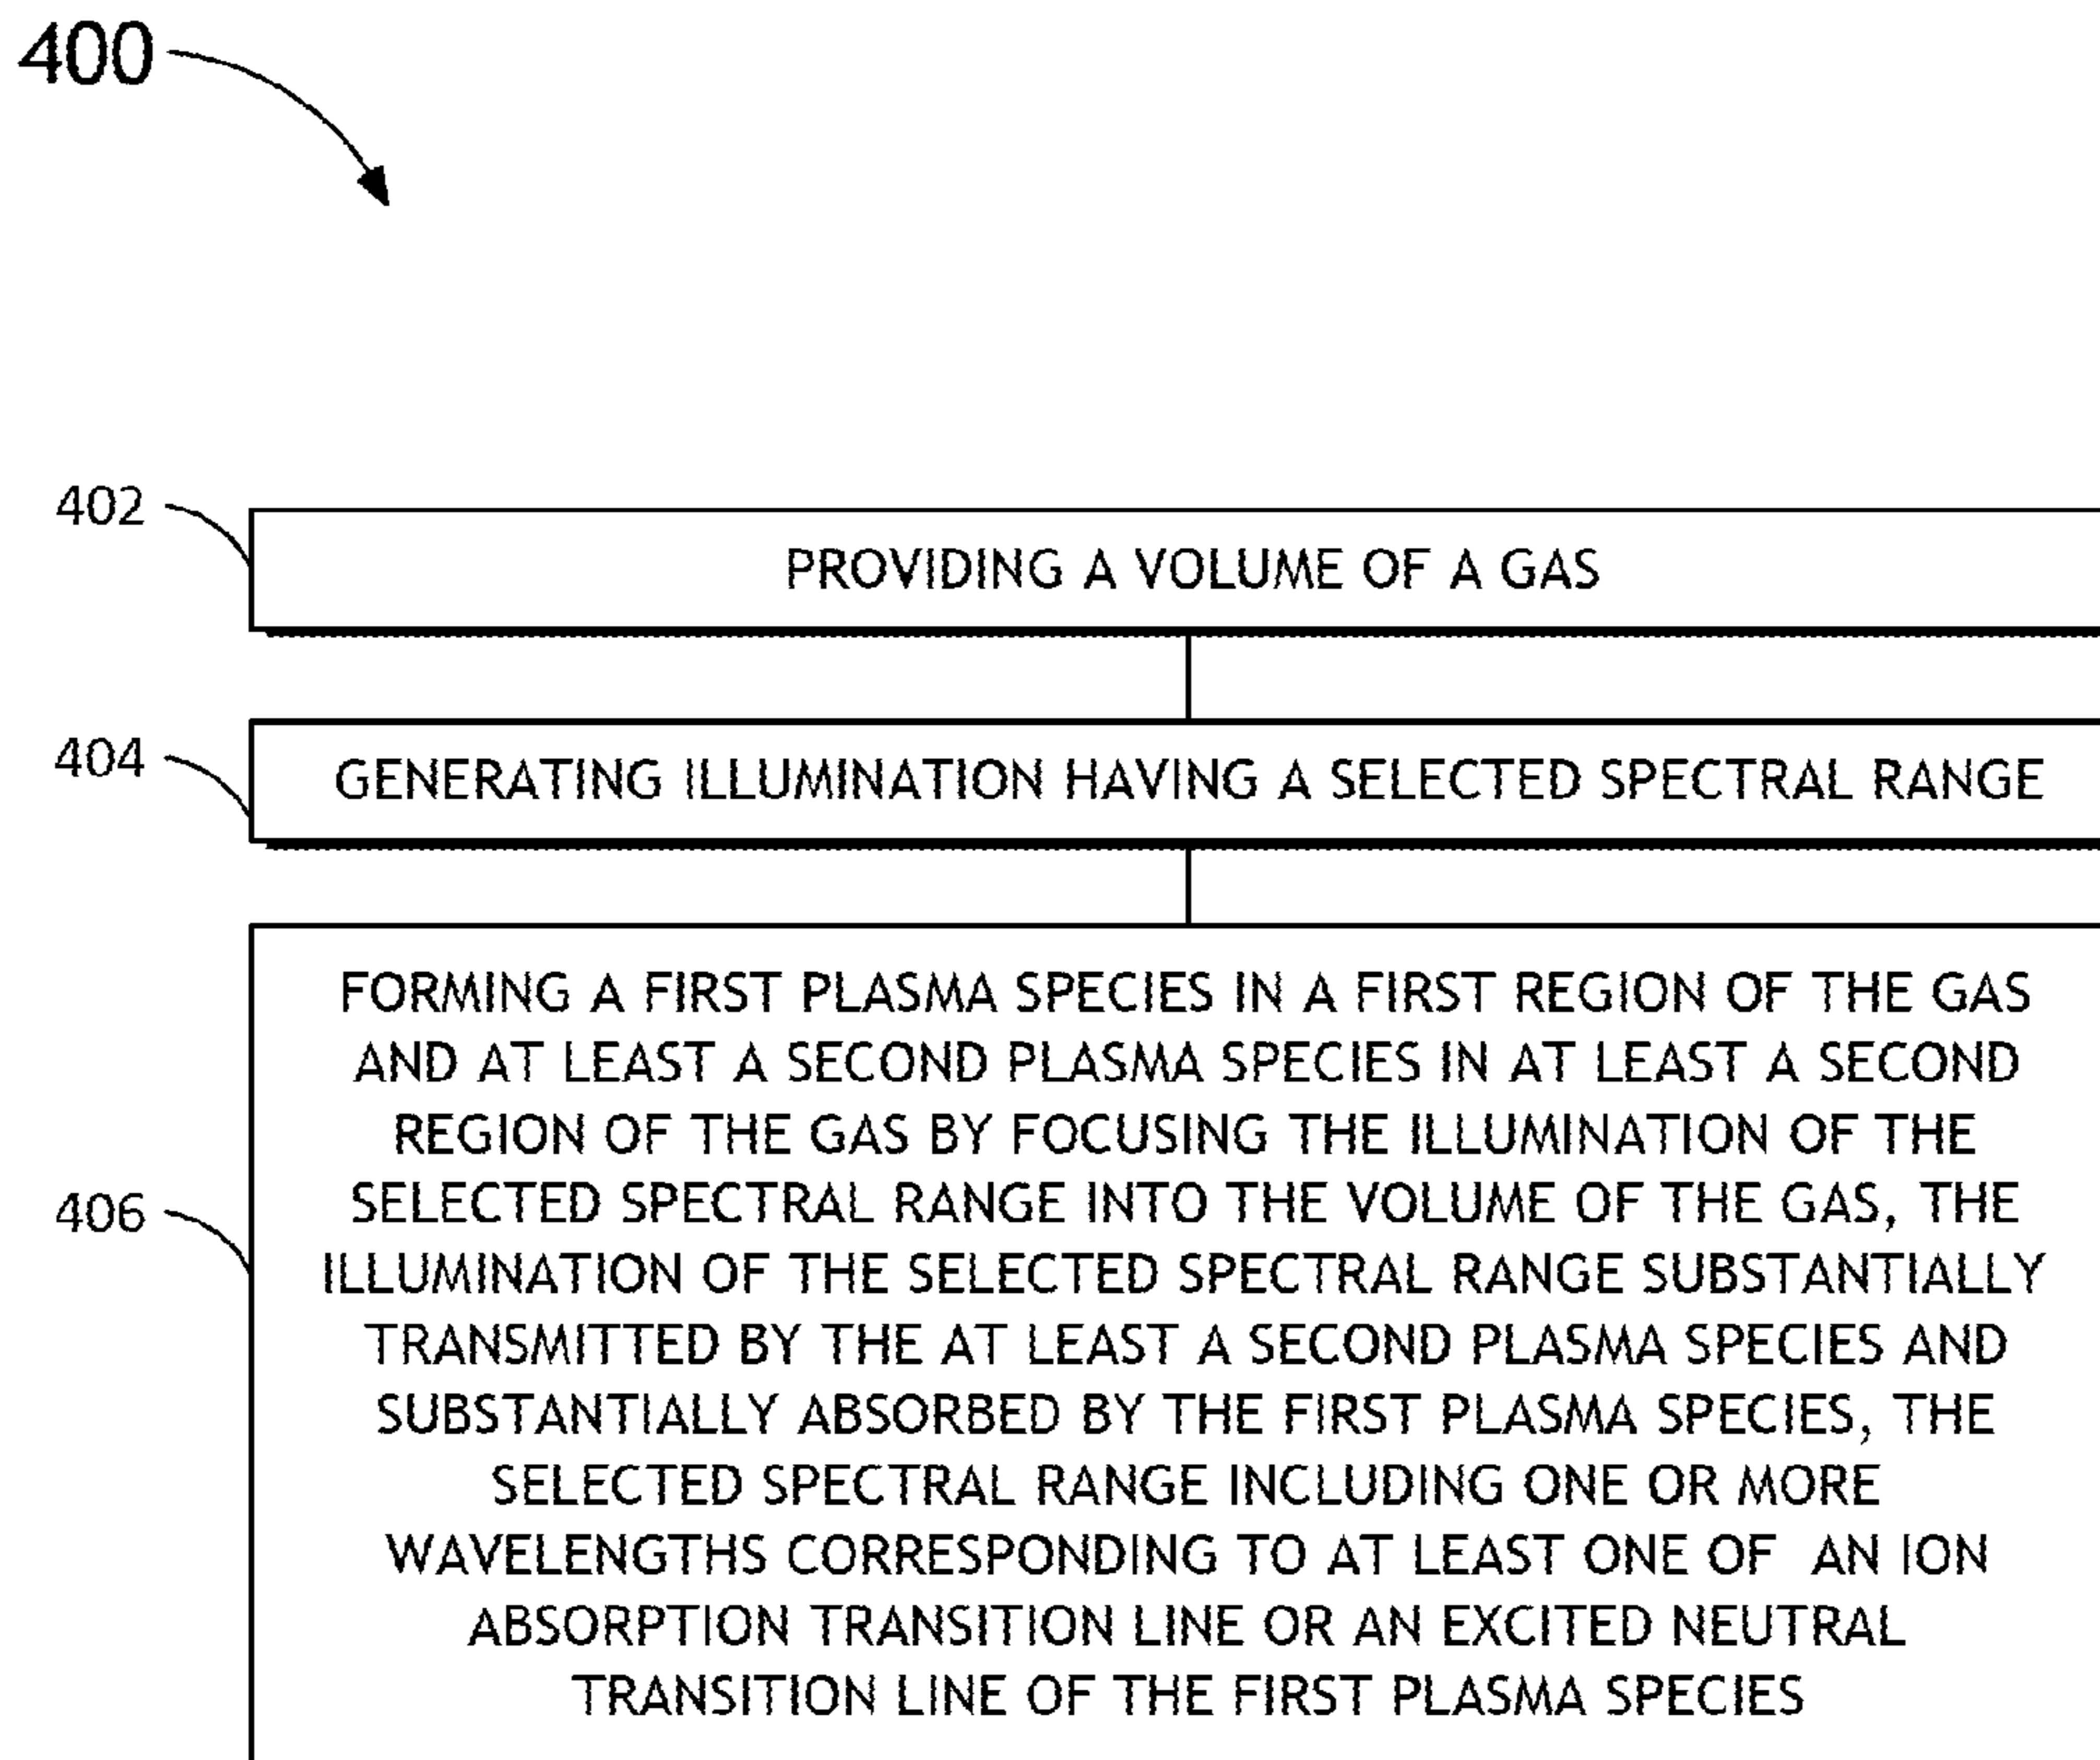 400
402
PROVIDING A VOLUME OF A GAS
404
GENERATING ILLUMINATION HAVING A SELECTED SPECTRAL RANGE
FORMING A FIRST PLASMA SPECIES IN A FIRST REGION OF THE GAS
AND AT LEAST A SECOND PLASMA SPECIES IN AT LEAST A SECOND
REGION OF THE GAS BY FOCUSING THE ILLUMINATION OF THE
SELECTED SPECTRAL RANGE INTO THE VOLUME OF THE GAS, THE
406
ILLUMINATION OF THE SELECTED SPECTRAL RANGE SUBSTANTIALLY
TRANSMITTED BY THE AT LEAST A SECOND PLASMA SPECIES AND
SUBSTANTIALLY ABSORBED BY THE FIRST PLASMA SPECIES, THE
SELECTED SPECTRAL RANGE INCLUDING ONE OR MORE
WAVELENGTHS CORRESPONDING TO AT LEAST ONE OF  AN ION
ABSORPTION TRANSITION LINE OR AN EXCITED NEUTRAL
TRANSITION LINE OF THE FIRST PLASMA SPECIES